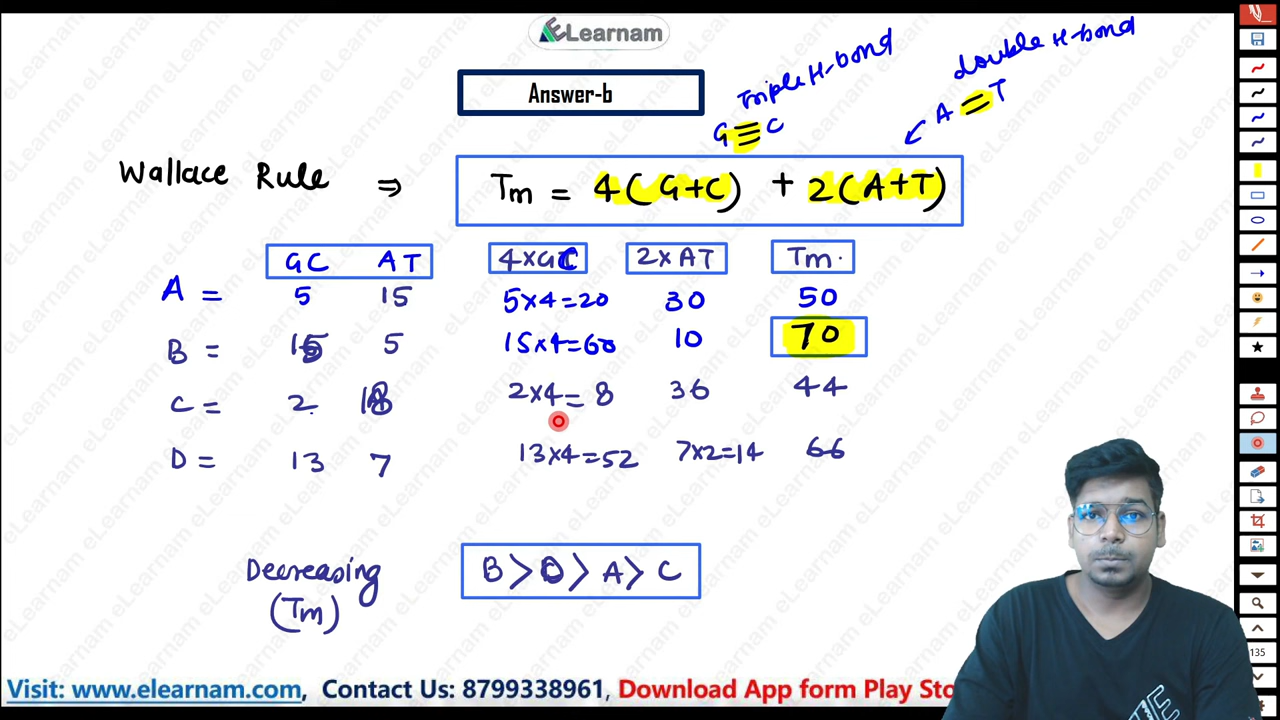 eLearnam
Triple H-bond
double H-bond
Answer-b
G≡C
A=T
Wallace Rule ⇒ Tm = 4(G+C) + 2(A+T)
GC AT 4×GC 2×AT Tm.
A = 5 15 5×4=20 30 50
B = 15 5 15×4=60 10 70
C = 2 18 2×4=8 36 44
D = 13 7 13×4=52 7×2=14 66
Decreasing
(Tm)
B > D > A > C
135
Visit: www.elearnam.com, Contact Us: 8799338961, Download App form Play Sto